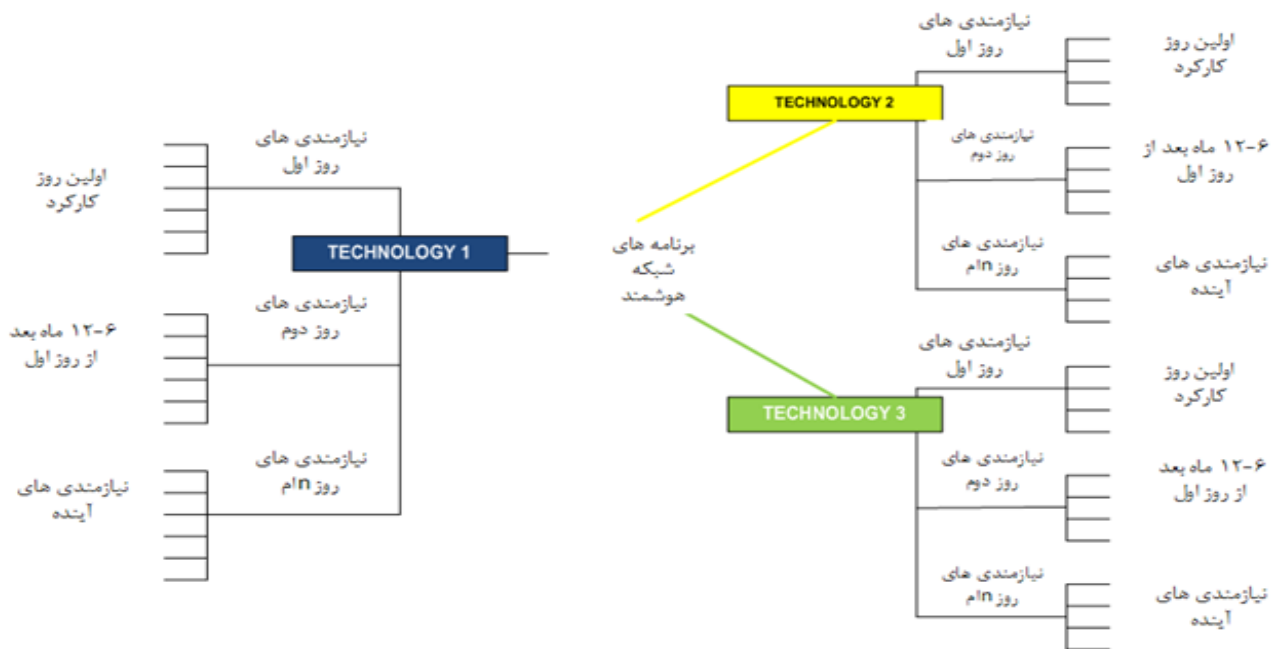 نیازمندی های
روز اول
اولین روز
کارکرد
TECHNOLOGY 2
نیازمندی های
روز دوم
۶-۱۲ ماه بعد از
روز اول
نیازمندی های
روز nام
نیازمندی های
آینده
نیازمندی های
روز اول
اولین روز
کارکرد
TECHNOLOGY 1
نیازمندی های
روز دوم
۶-۱۲ ماه بعد
از روز اول
نیازمندی های
روز nام
نیازمندی های
آینده
برنامه های
شبکه
هوشمند
نیازمندی های
روز اول
اولین روز
کارکرد
TECHNOLOGY 3
نیازمندی های
روز دوم
۶-۱۲ ماه بعد
از روز اول
نیازمندی های
روز nام
نیازمندی های
آینده